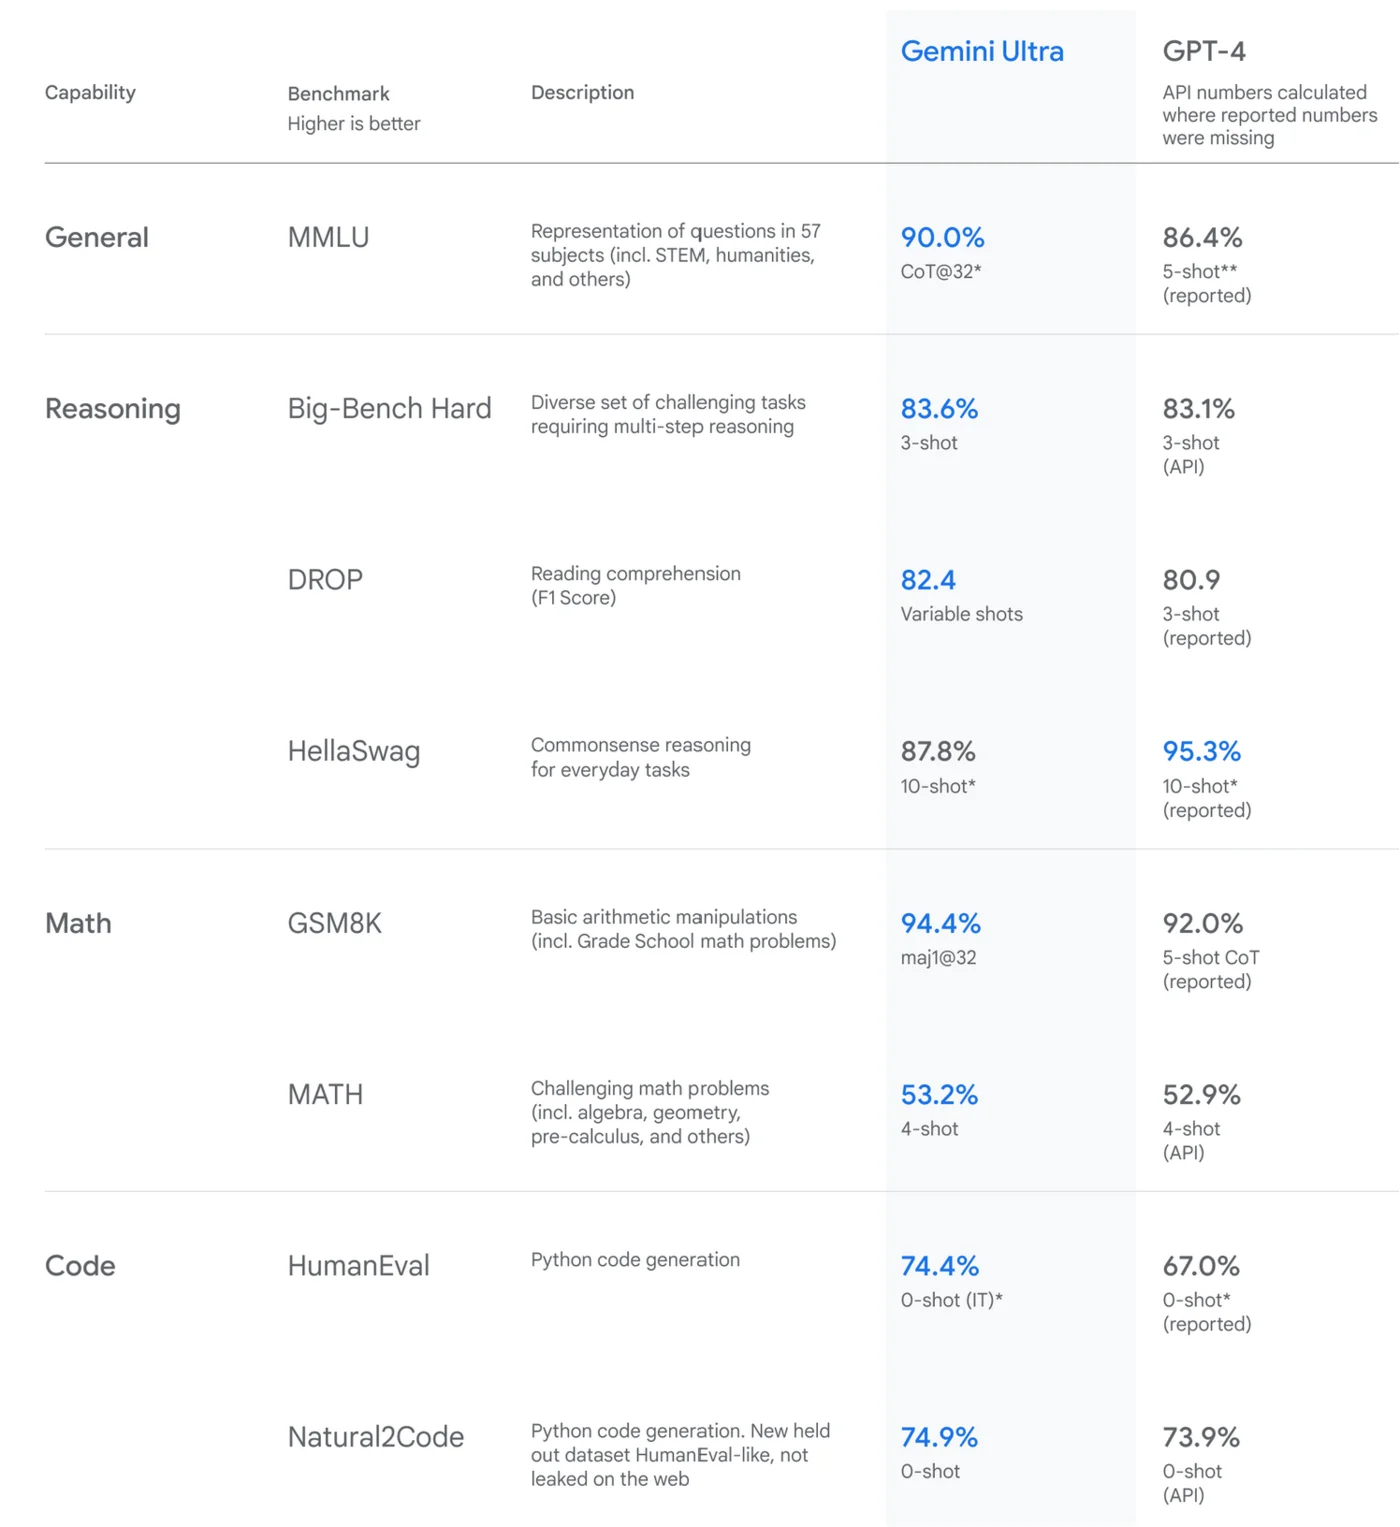 Gemini Ultra
GPT-4
Capability
Benchmark
Higher is better
Description
API numbers calculated
where reported numbers
were missing
General
MMLU
Representation of questions in 57
subjects (incl. STEM, humanities,
and others)
90.0%
CoT@32*
86.4%
5-shot**
(reported)
Reasoning
Big-Bench Hard
Diverse set of challenging tasks
requiring multi-step reasoning
83.6%
3-shot
83.1%
3-shot
(API)
DROP
Reading comprehension
(F1 Score)
82.4
Variable shots
80.9
3-shot
(reported)
HellaSwag
Commonsense reasoning
for everyday tasks
87.8%
10-shot*
95.3%
10-shot*
(reported)
Math
GSM8K
Basic arithmetic manipulations
(incl. Grade School math problems)
94.4%
maj1@32
92.0%
5-shot CoT
(reported)
MATH
Challenging math problems
(incl. algebra, geometry,
pre-calculus, and others)
53.2%
4-shot
52.9%
4-shot
(API)
Code
HumanEval
Python code generation
74.4%
0-shot (IT)*
67.0%
0-shot*
(reported)
Natural2Code
Python code generation. New held
out dataset HumanEval-like, not
leaked on the web
74.9%
0-shot
73.9%
0-shot
(API)